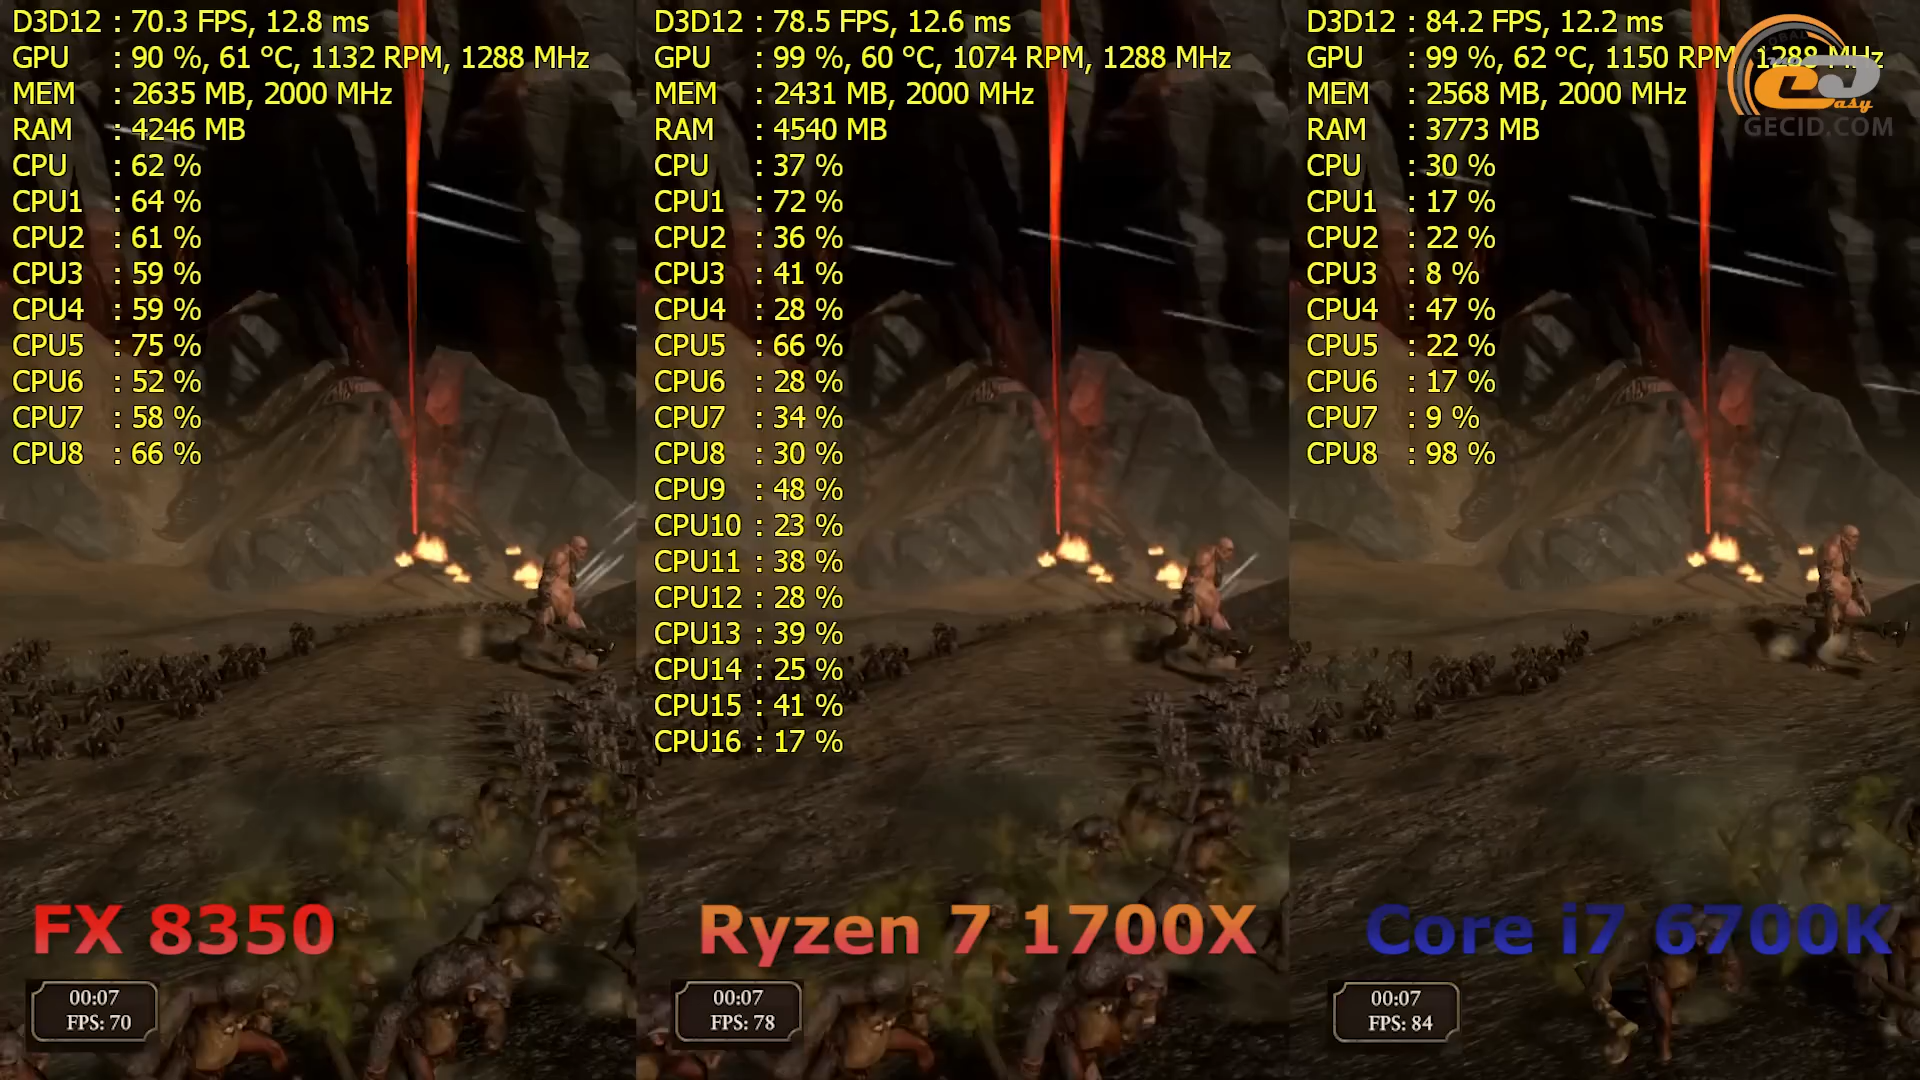 D3D12 : 70.3 FPS, 12.8 ms
GPU : 90 %, 61 °C, 1132 RPM, 1288 MHz
MEM : 2635 MB, 2000 MHz
RAM : 4246 MB
CPU : 62 %
CPU1 : 64 %
CPU2 : 61 %
CPU3 : 59 %
CPU4 : 59 %
CPU5 : 75 %
CPU6 : 52 %
CPU7 : 58 %
CPU8 : 66 %
FX 8350
00:07
FPS: 70
D3D12 : 78.5 FPS, 12.6 ms
GPU : 99 %, 60 °C, 1074 RPM, 1288 MHz
MEM : 2431 MB, 2000 MHz
RAM : 4540 MB
CPU : 37 %
CPU1 : 72 %
CPU2 : 36 %
CPU3 : 41 %
CPU4 : 28 %
CPU5 : 66 %
CPU6 : 28 %
CPU7 : 34 %
CPU8 : 30 %
CPU9 : 48 %
CPU10 : 23 %
CPU11 : 38 %
CPU12 : 28 %
CPU13 : 39 %
CPU14 : 25 %
CPU15 : 41 %
CPU16 : 17 %
Ryzen 7 1700X
00:07
FPS: 78
D3D12 : 84.2 FPS, 12.2 ms
GPU : 99 %, 62 °C, 1150 RPM, 1288 MHz
MEM : 2568 MB, 2000 MHz
RAM : 3773 MB
CPU : 30 %
CPU1 : 17 %
CPU2 : 22 %
CPU3 : 8 %
CPU4 : 47 %
CPU5 : 22 %
CPU6 : 17 %
CPU7 : 9 %
CPU8 : 98 %
Core i7 6700K
00:07
FPS: 84
asy
GECID.COM